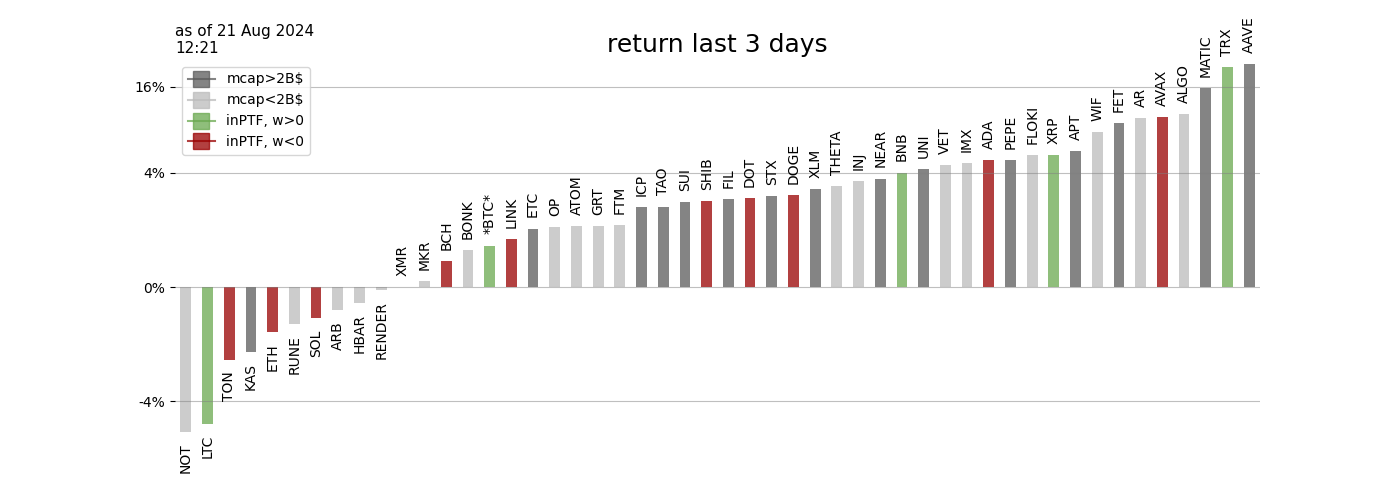 as of 21 Aug 2024
12:21
return last 3 days
mcap>2B$
mcap<2B$
inPTF, w>0
inPTF, w<0
16%
4%
0%
-4%
NOT
LTC
TON
KAS
ETH
RUNE
SOL
ARB
HBAR
RENDER
XMR
MKR
BCH
BONK
*BTC*
LINK
ETC
OP
ATOM
GRT
FTM
ICP
TAO
SUI
SHIB
FIL
DOT
STX
DOGE
XLM
THETA
INJ
NEAR
BNB
UNI
VET
IMX
ADA
PEPE
FLOKI
XRP
APT
WIF
FET
AR
AVAX
ALGO
MATIC
TRX
AAVE